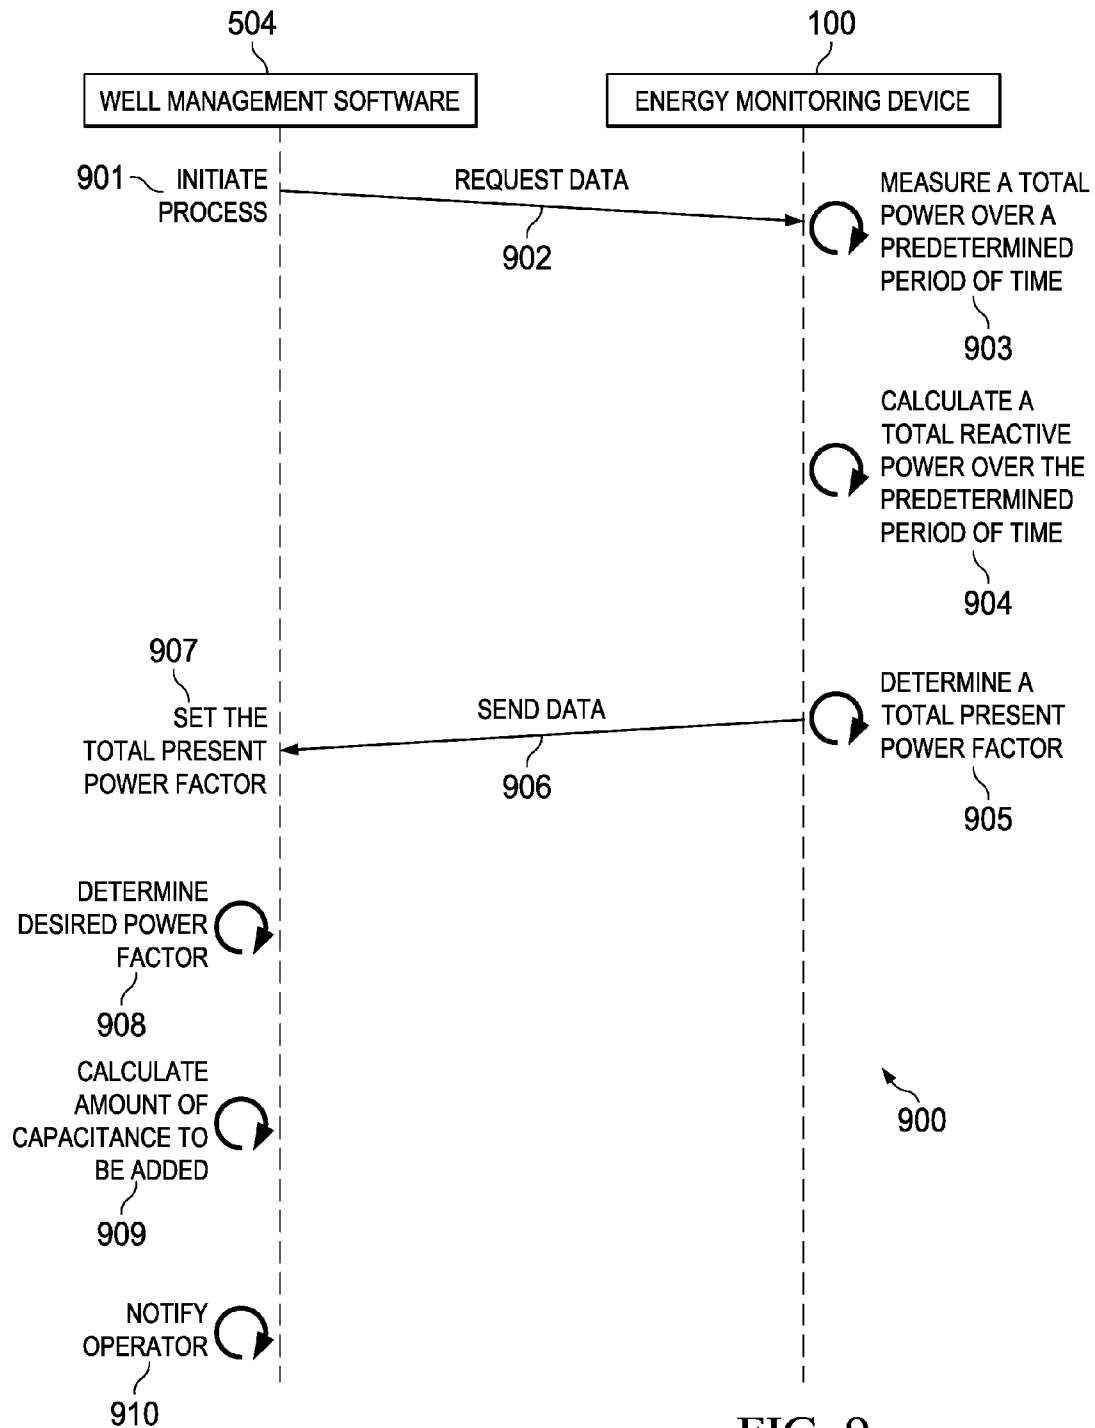 504
100
WELL MANAGEMENT SOFTWARE
ENERGY MONITORING DEVICE
901
INITIATE
PROCESS
REQUEST DATA
902
MEASURE A TOTAL
POWER OVER A
PREDETERMINED
PERIOD OF TIME
903
CALCULATE A
TOTAL REACTIVE
POWER OVER THE
PREDETERMINED
PERIOD OF TIME
904
907
SET THE
TOTAL PRESENT
POWER FACTOR
SEND DATA
906
DETERMINE A
TOTAL PRESENT
POWER FACTOR
905
DETERMINE
DESIRED POWER
FACTOR
908
CALCULATE
AMOUNT OF
CAPACITANCE TO
BE ADDED
909
900
NOTIFY
OPERATOR
910
FIG. 9